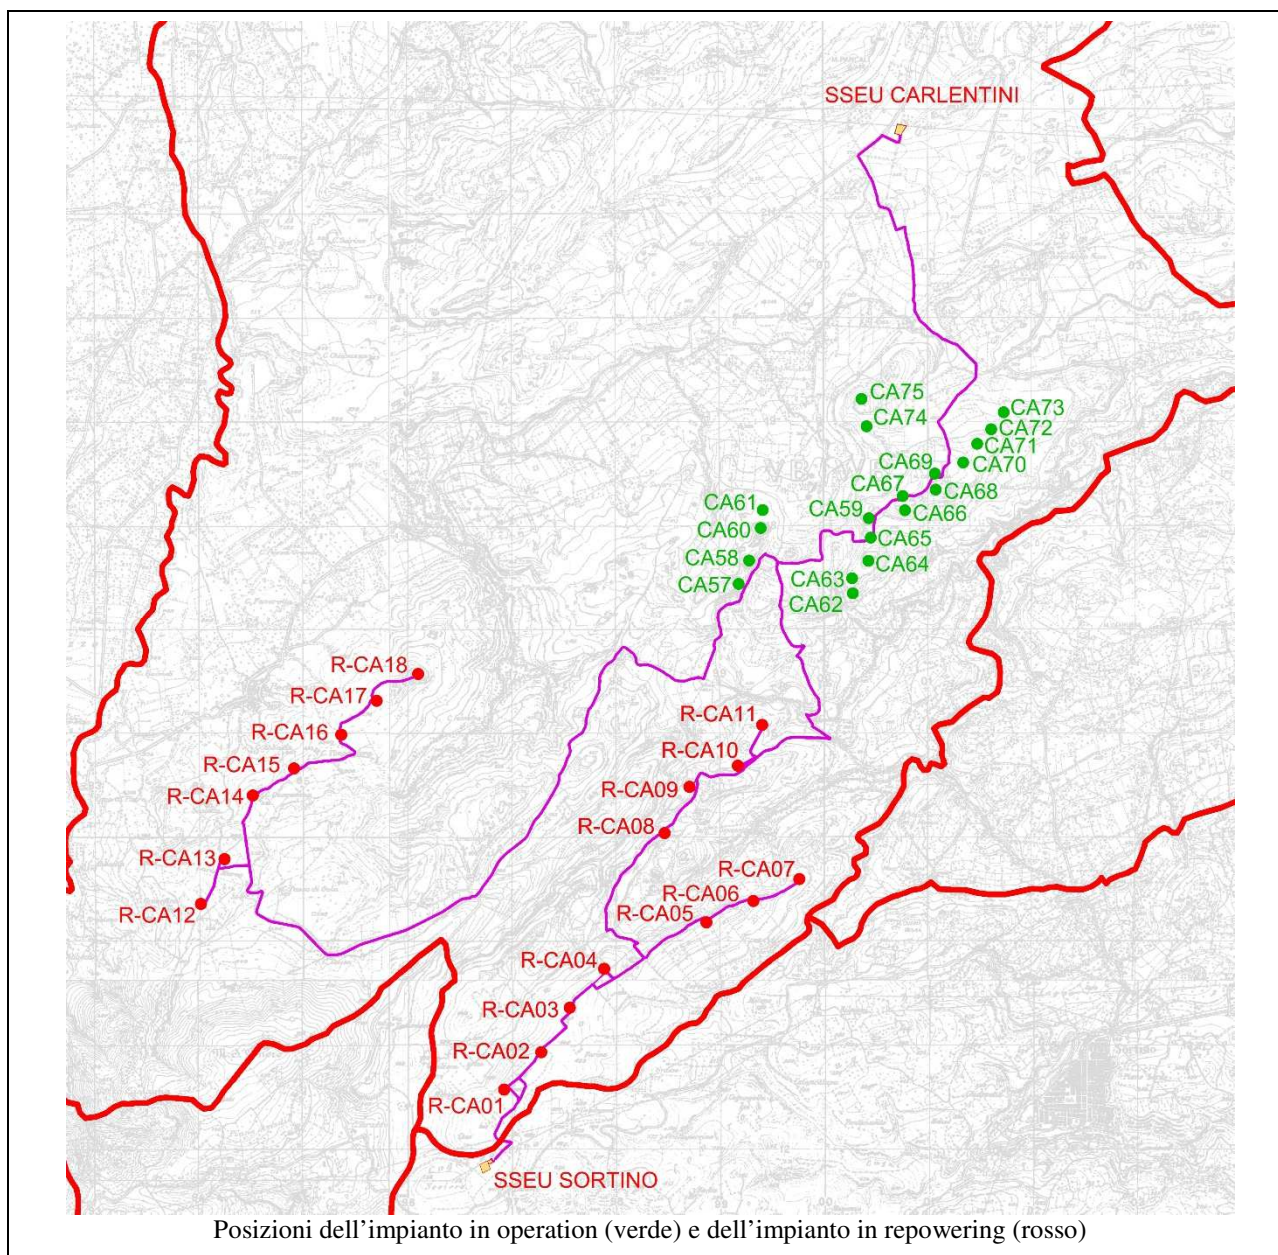 SSEU CARLENTINI
CA75
CA73
CA74
CA72
CA71
CA70
CA69
CA67
CA68
CA61
CA59
CA66
CA60
CA65
CA58
CA64
CA57
CA63
CA62
R-CA18
R-CA17
R-CA11
R-CA16
R-CA10
R-CA15
R-CA09
R-CA14
R-CA08
R-CA13
R-CA07
R-CA06
R-CA12
R-CA05
R-CA04
R-CA03
R-CA02
R-CA01
SSEU SORTINO
Posizioni dell’impianto in operation (verde) e dell’impianto in repowering (rosso)